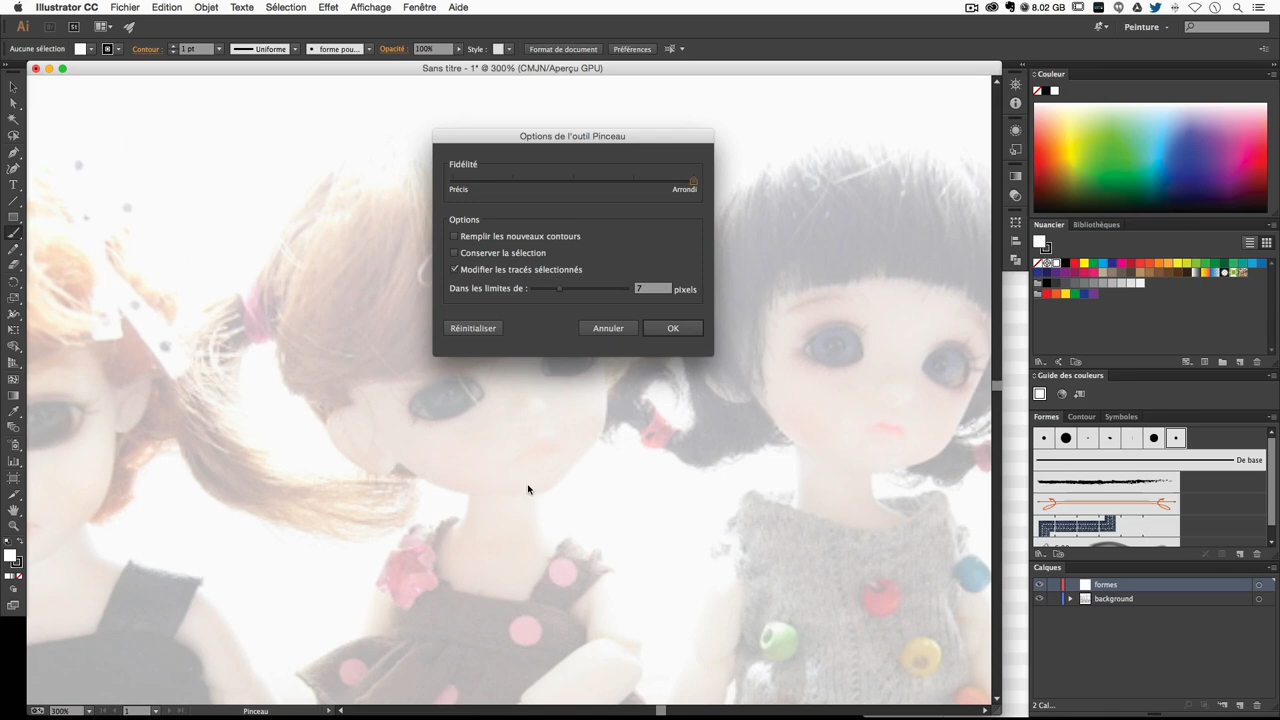 Illustrator CC Fichier Edition Objet Texte Sélection Effet Affichage Fenêtre Aide 8.02 GB
Ai Br St Peinture
Aucune sélection Contour : 1 pt Uniforme forme pou... Opacité : 100% Style : Format de document Préférences
Sans titre - 1* @ 300% (CMJN/Aperçu GPU)
Options de l'outil Pinceau
Fidélité
Précis Arrondi
Options
Remplir les nouveaux contours
Conserver la sélection
Modifier les tracés sélectionnés
Dans les limites de : 7 pixels
Réinitialiser Annuler OK
Couleur
Nuancier Bibliothèques
Guide des couleurs
Formes Contour Symboles
De base
Calques
formes
background
2 Cal...
300% 1 Pinceau